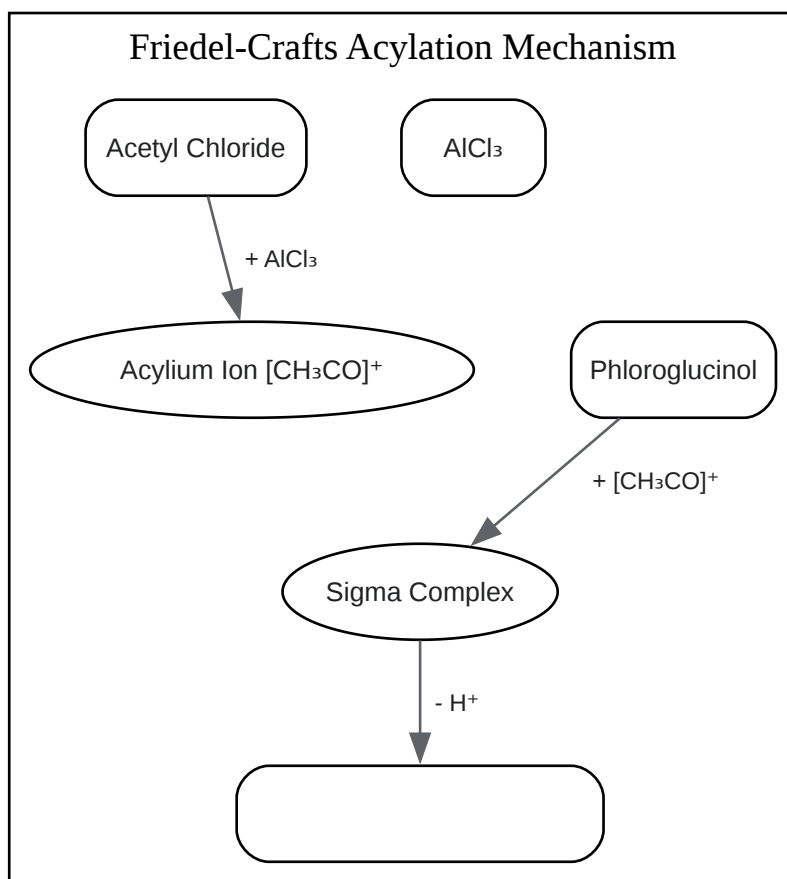 Friedel-Crafts Acylation Mechanism
Acetyl Chloride
AlCl₃
+ AlCl₃
Acylium Ion [CH₃CO]⁺
Phloroglucinol
+ [CH₃CO]⁺
Sigma Complex
- H⁺